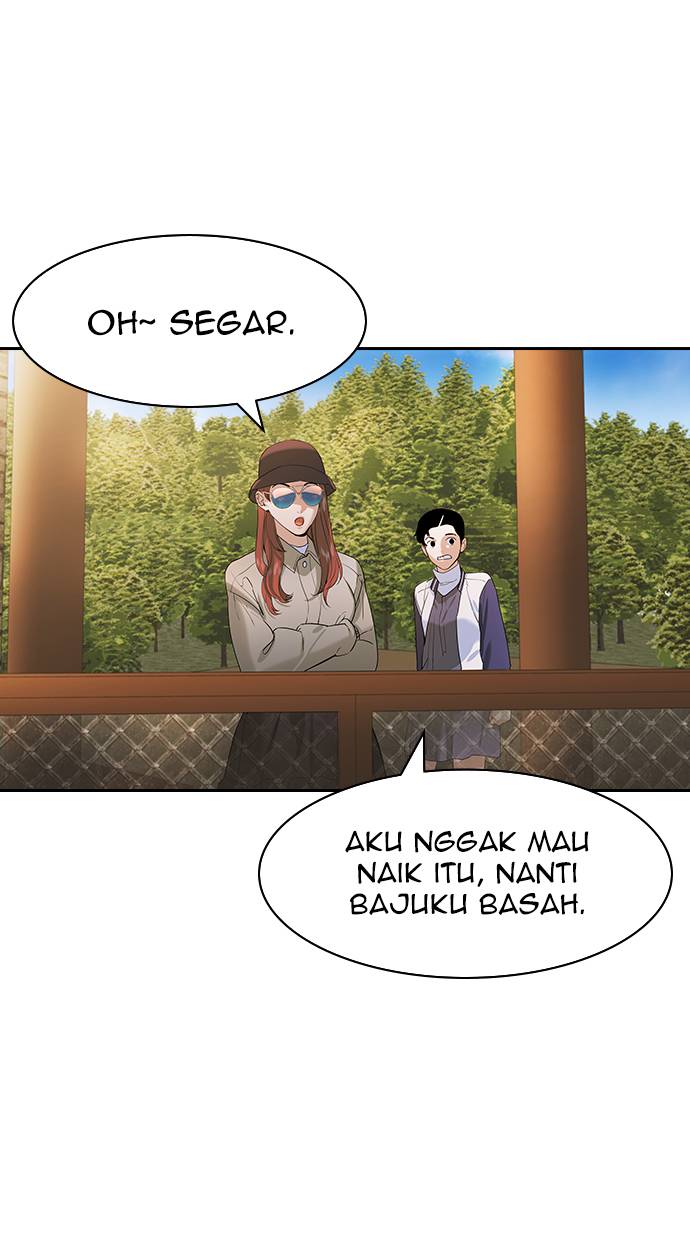 OH~ SEGAR.
AKU NGGAK MAU
NAIK ITU, NANTI
BAJUKU BASAH.